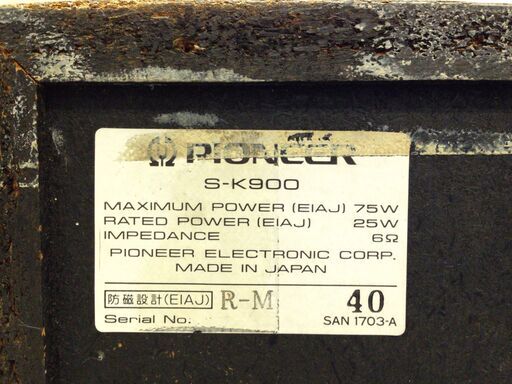 PIONEER
S-K900
MAXIMUM POWER (EIAJ) 75W
RATED POWER (EIAJ) 25W
IMPEDANCE 6Ω
PIONEER ELECTRONIC CORP.
MADE IN JAPAN
防磁設計(EIAJ) R-M 40
Serial No. SAN 1703-A